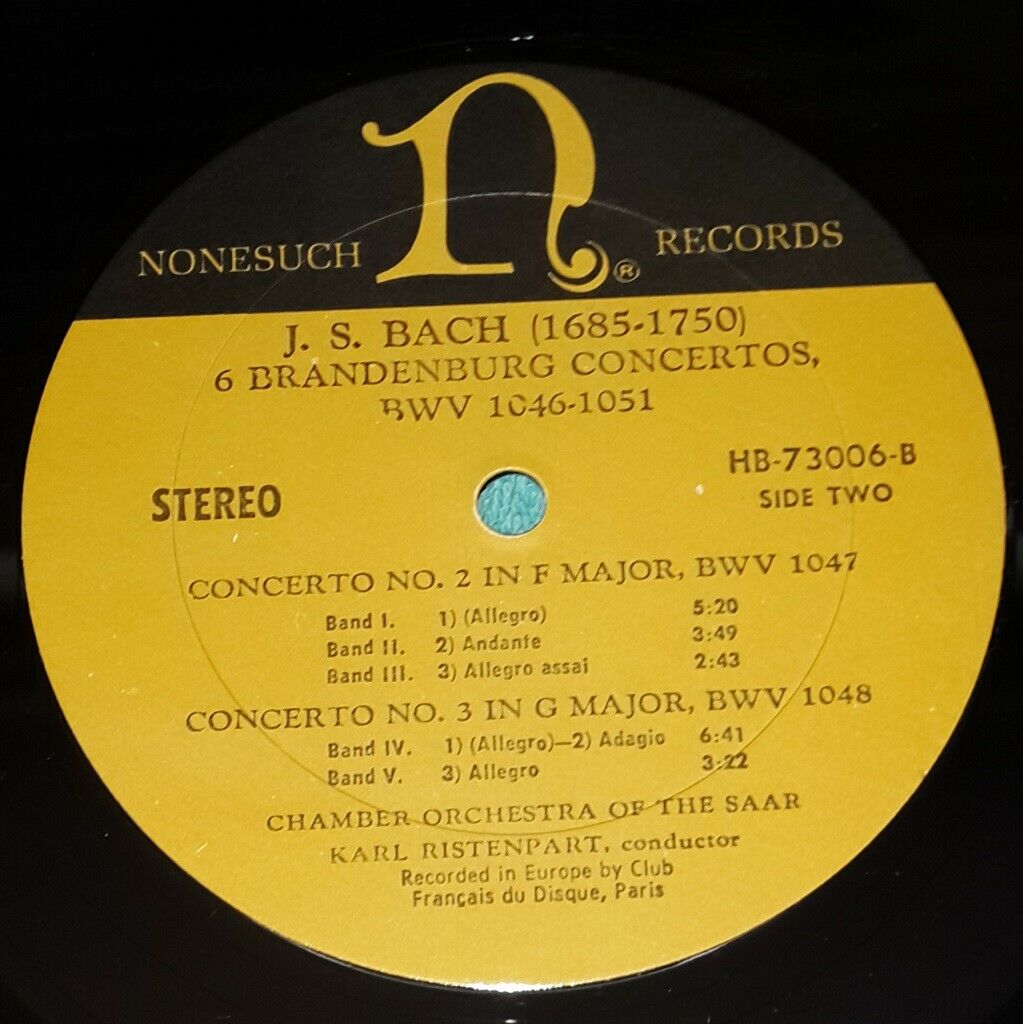 n
NONESUCH RECORDS
®
J. S. BACH (1685-1750)
6 BRANDENBURG CONCERTOS,
BWV 1046-1051
HB-73006-B
STEREO SIDE TWO
CONCERTO NO. 2 IN F MAJOR, BWV 1047
Band I. 1) (Allegro) 5:20
Band II. 2) Andante 3:49
Band III. 3) Allegro assai 2:43
CONCERTO NO. 3 IN G MAJOR, BWV 1048
Band IV. 1) (Allegro)—2) Adagio 6:41
Band V. 3) Allegro 3:22
CHAMBER ORCHESTRA OF THE SAAR
KARL RISTENPART, conductor
Recorded in Europe by Club
Français du Disque, Paris